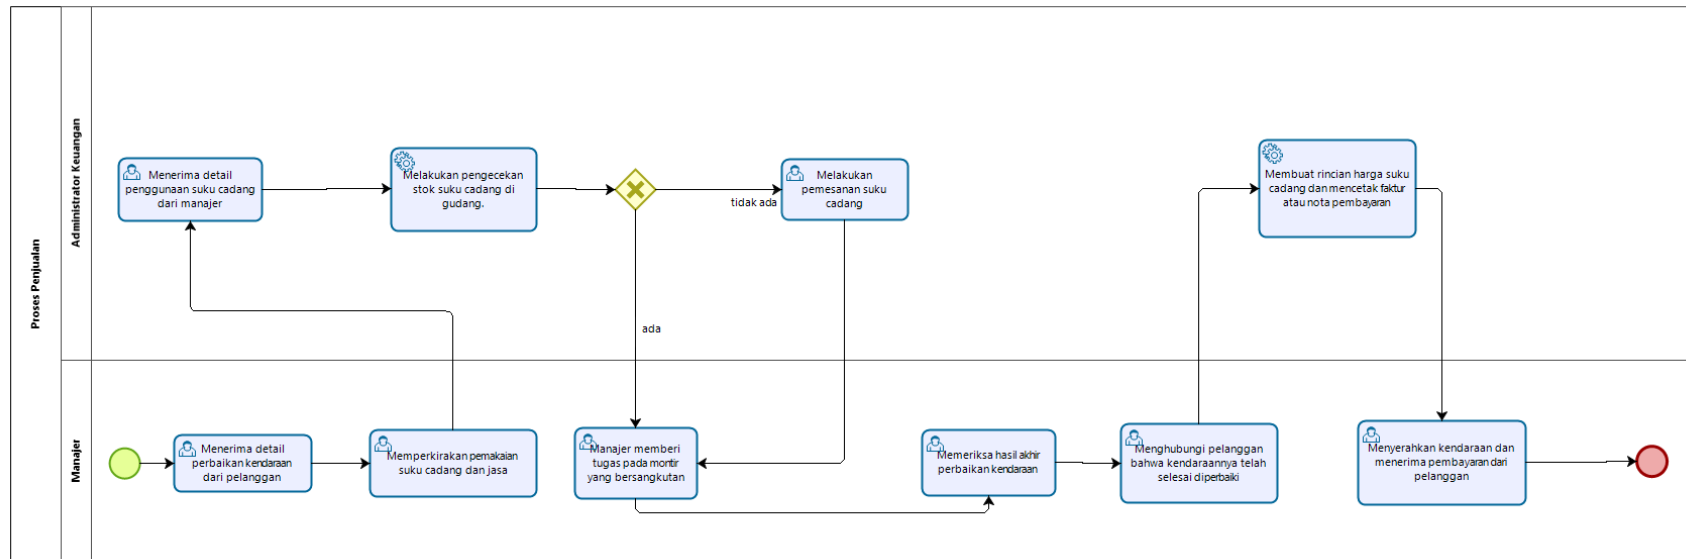 Proses Penjualan
Administrator Keuangan
Menerima detail
penggunaan suku cadang
dari manajer
Melakukan pengecekan
stok suku cadang di
gudang.
tidak ada
Melakukan
pemesanan suku
cadang
ada
Membuat rincian harga suku
cadang dan mencetak faktur
atau nota pembayaran
Manajer
Menerima detail
perbaikan kendaraan
dari pelanggan
Memperkirakan pemakaian
suku cadang dan jasa
Manajer memberi
tugas pada montir
yang bersangkutan
Memeriksa hasil akhir
perbaikan kendaraan
Menghubungi pelanggan
bahwa kendaraannya telah
selesai diperbaiki
Menyerahkan kendaraan dan
menerima pembayaran dari
pelanggan